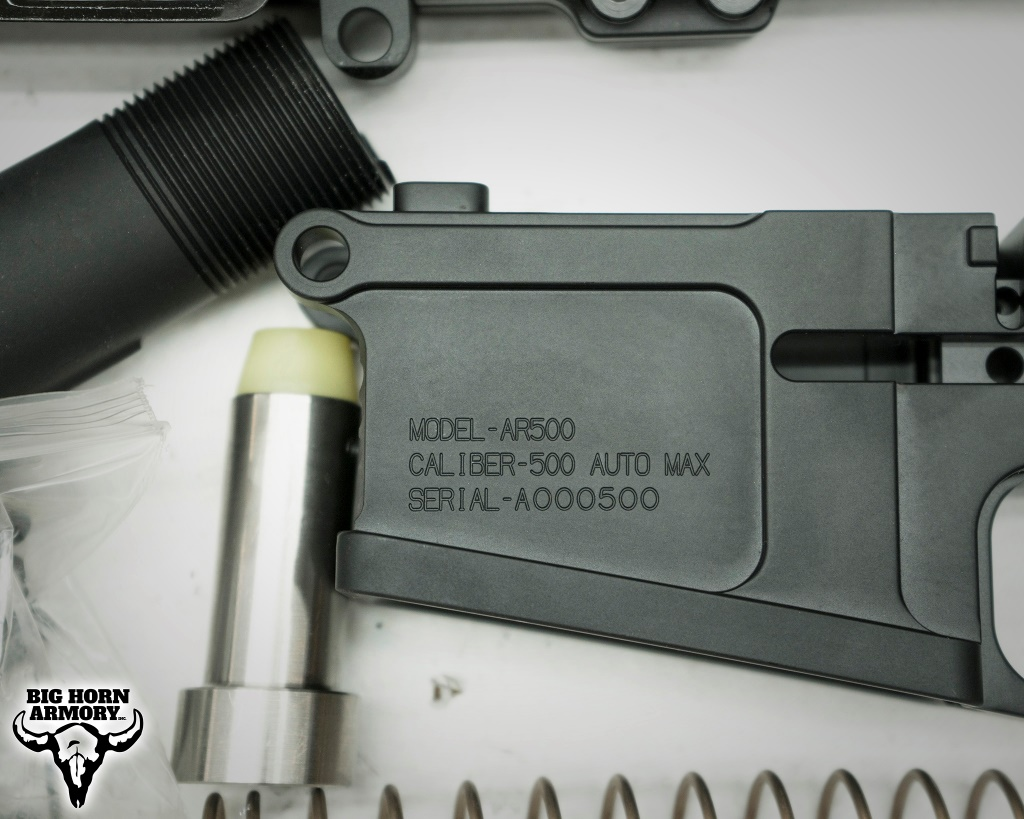 MODEL-AR500
CALIBER-500 AUTO MAX
SERIAL-A000500
BIG HORN
ARMORY INC.